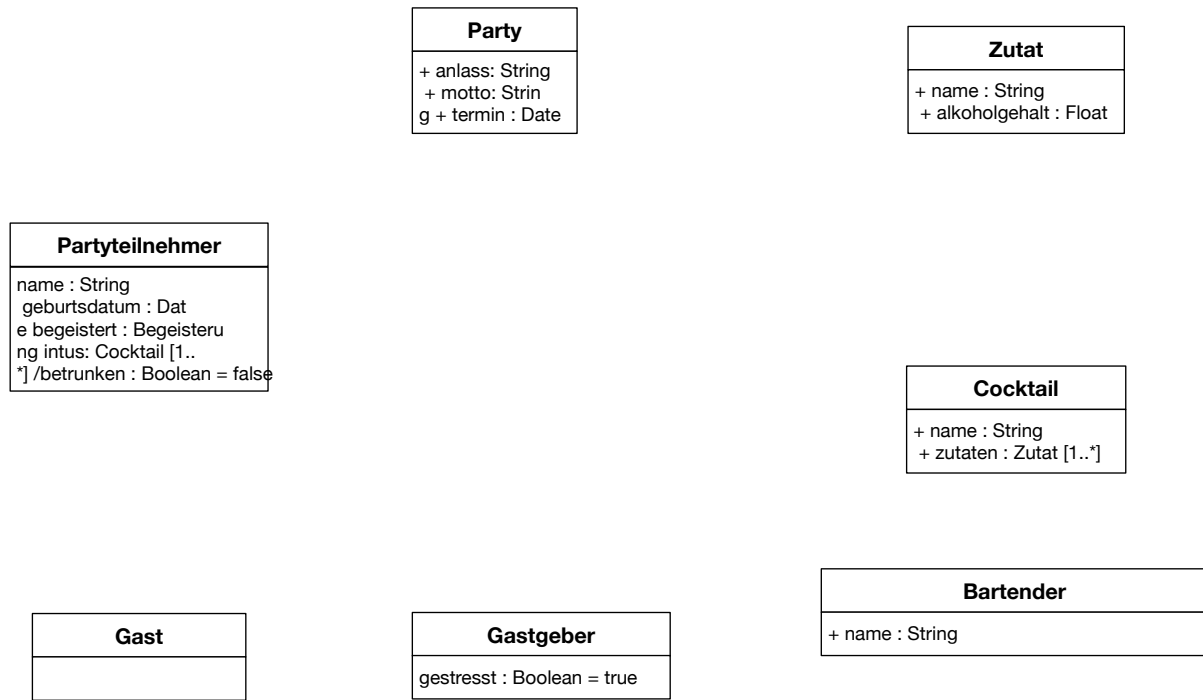 Party
+ anlass: String
+ motto: Strin
g + termin : Date
Zutat
+ name : String
+ alkoholgehalt : Float
Partyteilnehmer
name : String
geburtsdatum : Dat
e begeistert : Begeisteru
ng intus: Cocktail [1..
*] /betrunken : Boolean = false
Cocktail
+ name : String
+ zutaten : Zutat [1..*]
Bartender
+ name : String
Gast
Gastgeber
gestresst : Boolean = true